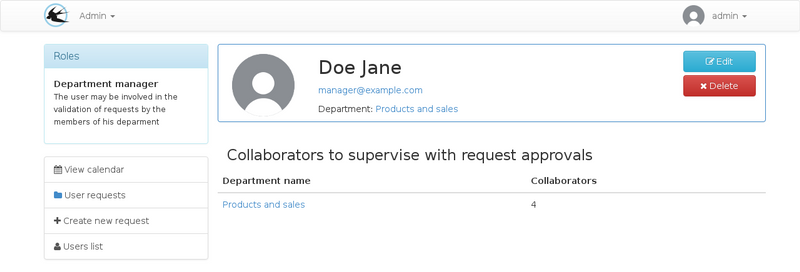 Admin
admin
Roles
Department manager
The user may be involved in the
validation of requests by the
members of his deparment
View calendar
User requests
Create new request
Users list
Doe Jane
manager@example.com
Department: Products and sales
Edit
Delete
Collaborators to supervise with request approvals
Department name Collaborators
Products and sales 4